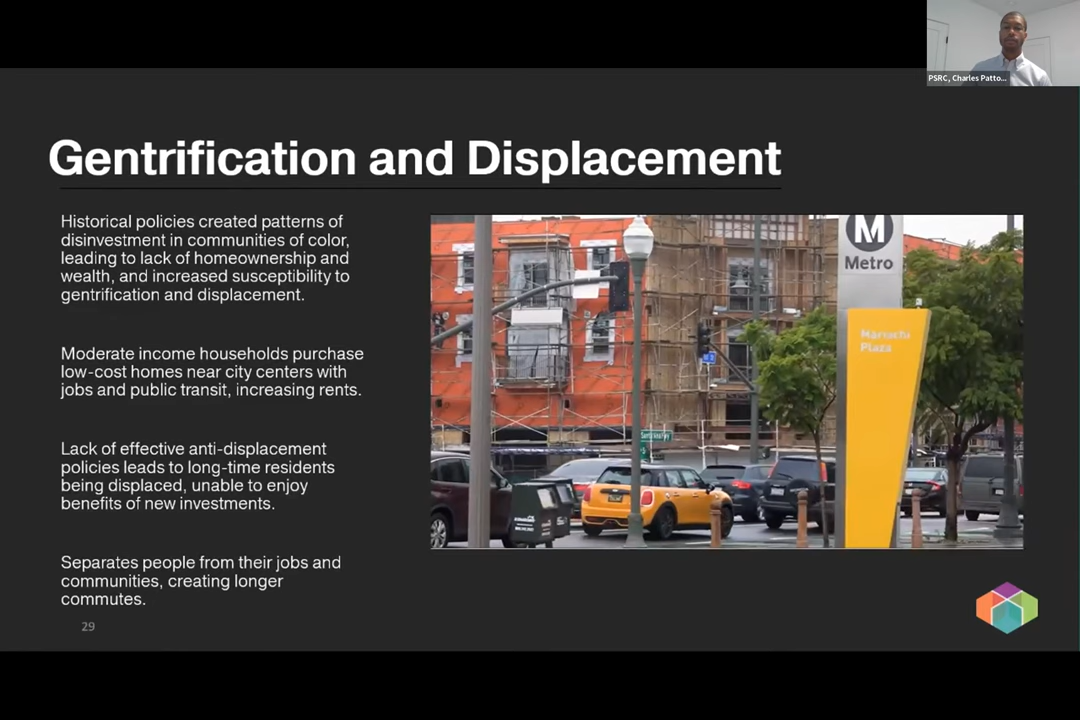 PSRC, Charles Patto...
Gentrification and Displacement
Historical policies created patterns of
disinvestment in communities of color,
leading to lack of homeownership and
wealth, and increased susceptibility to
gentrification and displacement.
Moderate income households purchase
low-cost homes near city centers with
jobs and public transit, increasing rents.
Lack of effective anti-displacement
policies leads to long-time residents
being displaced, unable to enjoy
benefits of new investments.
Separates people from their jobs and
communities, creating longer
commutes.
29
M
Metro
Mariachi
Plaza